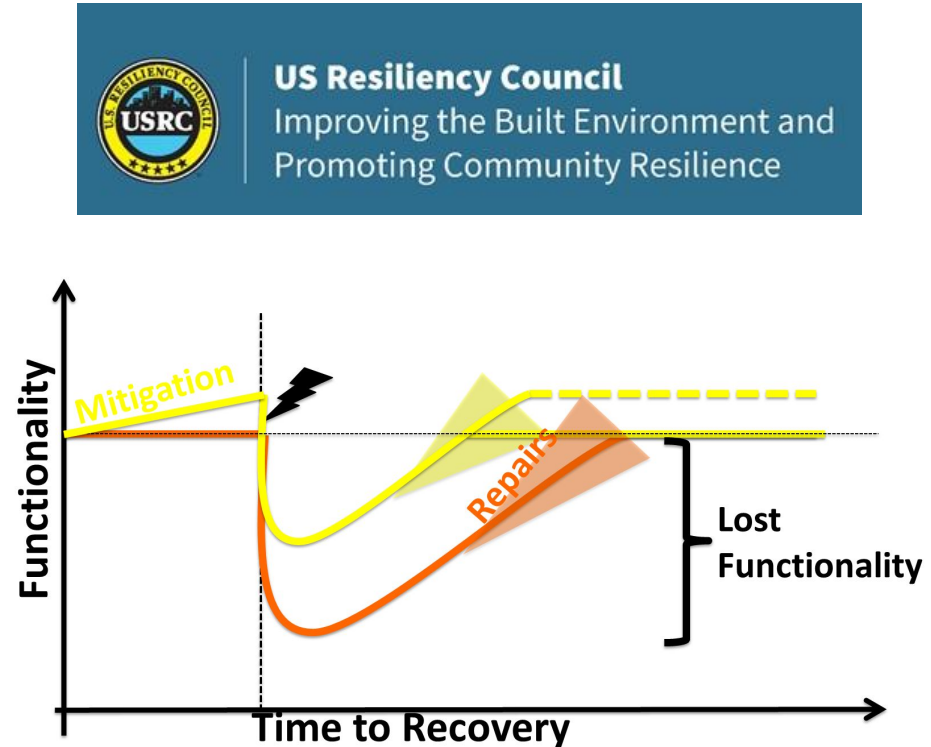 U.S. RESILIENCY COUNCIL
USRC
US Resiliency Council
Improving the Built Environment and
Promoting Community Resilience
Functionality
Mitigation
Repairs
Lost
Functionality
Time to Recovery